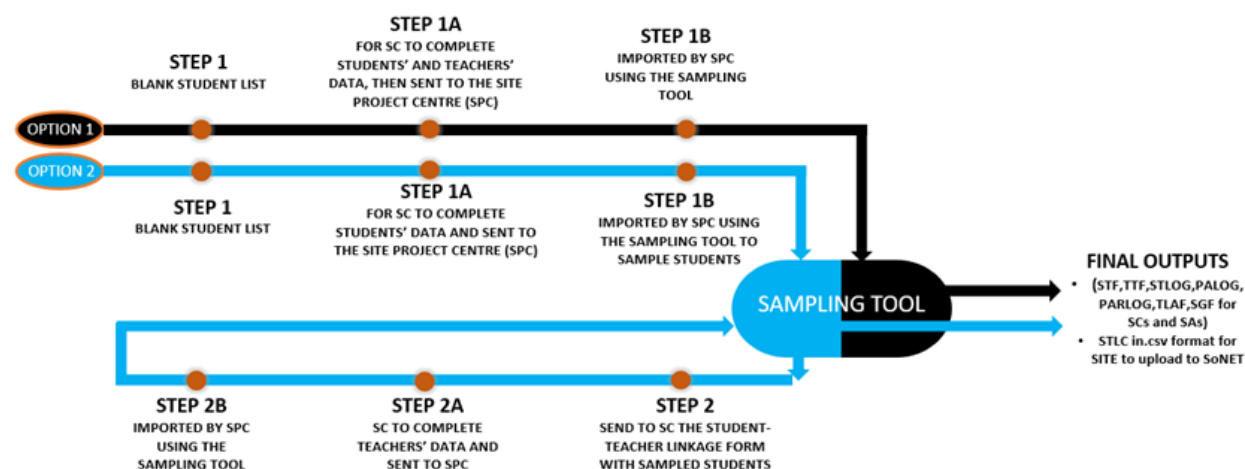 STEP 1
BLANK STUDENT LIST
STEP 1A
FOR SC TO COMPLETE
STUDENTS' AND TEACHERS'
DATA, THEN SENT TO THE SITE
PROJECT CENTRE (SPC)
STEP 1B
IMPORTED BY SPC
USING THE SAMPLING
TOOL
OPTION 1
OPTION 2
STEP 1
BLANK STUDENT LIST
STEP 1A
FOR SC TO COMPLETE
STUDENTS' DATA AND SENT TO
THE SITE PROJECT CENTRE (SPC)
STEP 1B
IMPORTED BY SPC USING
THE SAMPLING TOOL TO
SAMPLE STUDENTS
SAMPLING TOOL
FINAL OUTPUTS
• (STF,TTF,STLOG,PALOG,
PARLOG,TLAF,SGF for
SCs and SAs)
• STLC in.csv format for
SITE to upload to SoNET
STEP 2B
IMPORTED BY SPC
USING THE
SAMPLING TOOL
STEP 2A
SC TO COMPLETE
TEACHERS' DATA AND
SENT TO SPC
STEP 2
SEND TO SC THE STUDENT-
TEACHER LINKAGE FORM
WITH SAMPLED STUDENTS